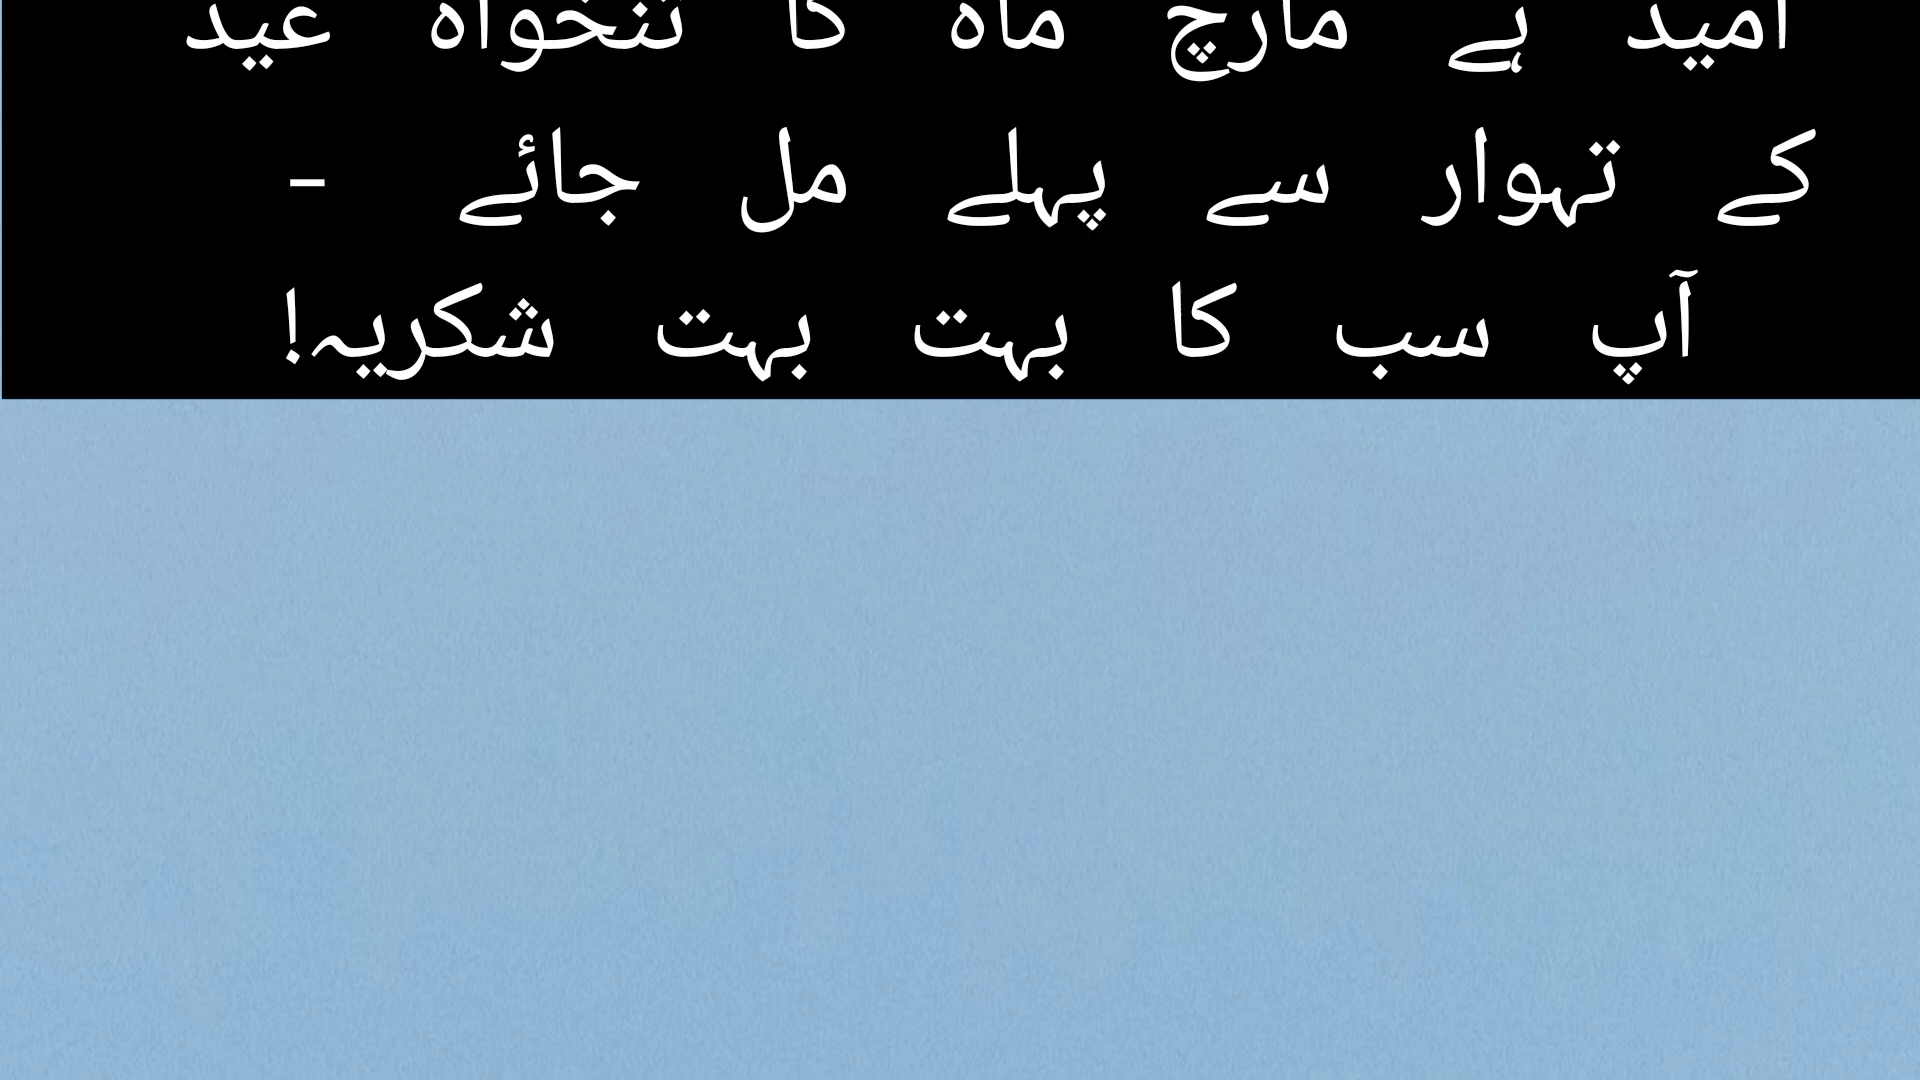 امید ہے مارچ ماہ کا تنخواہ عید
کے تہوار سے پہلے مل جائے -
آپ سب کا بہت بہت شکریہ!